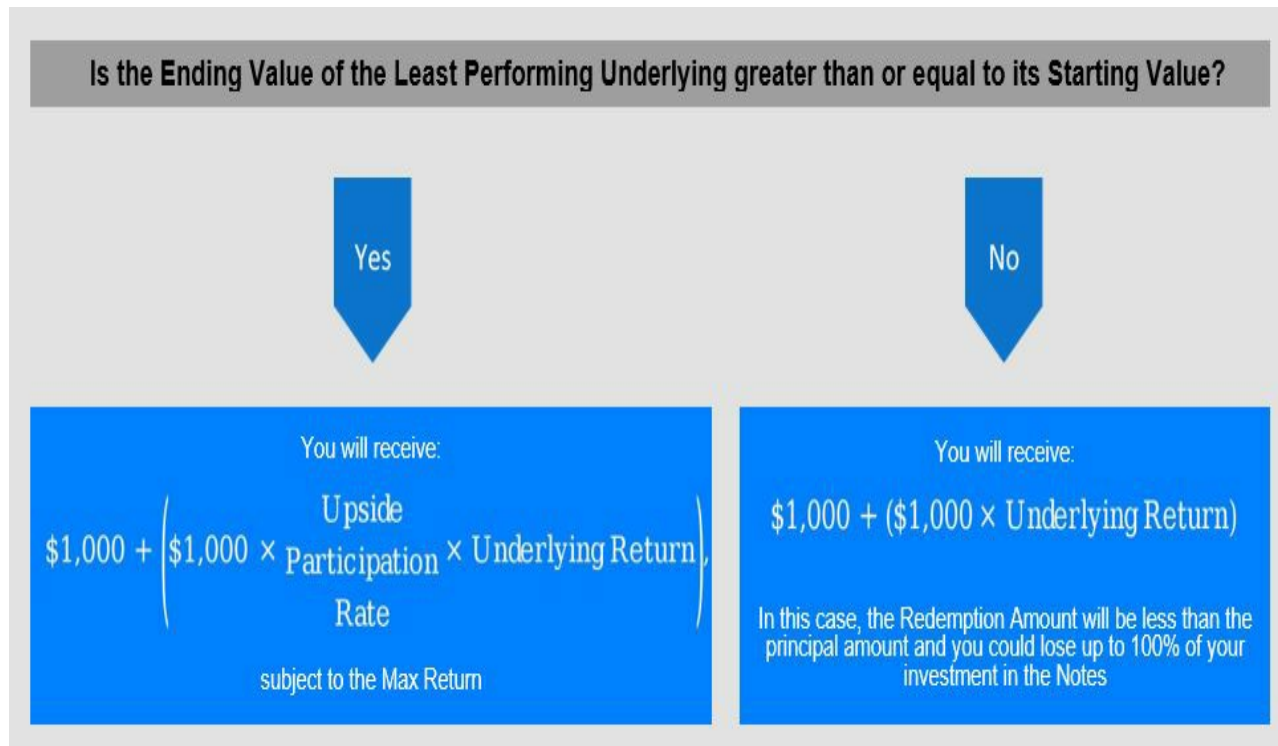 Is the Ending Value of the Least Performing Underlying greater than or equal to its Starting Value?
Yes
No
You will receive:
$1,000 + ($1,000 × Upside Participation Rate × Underlying Return),
subject to the Max Return
You will receive:
$1,000 + ($1,000 × Underlying Return)
In this case, the Redemption Amount will be less than the
principal amount and you could lose up to 100% of your
investment in the Notes